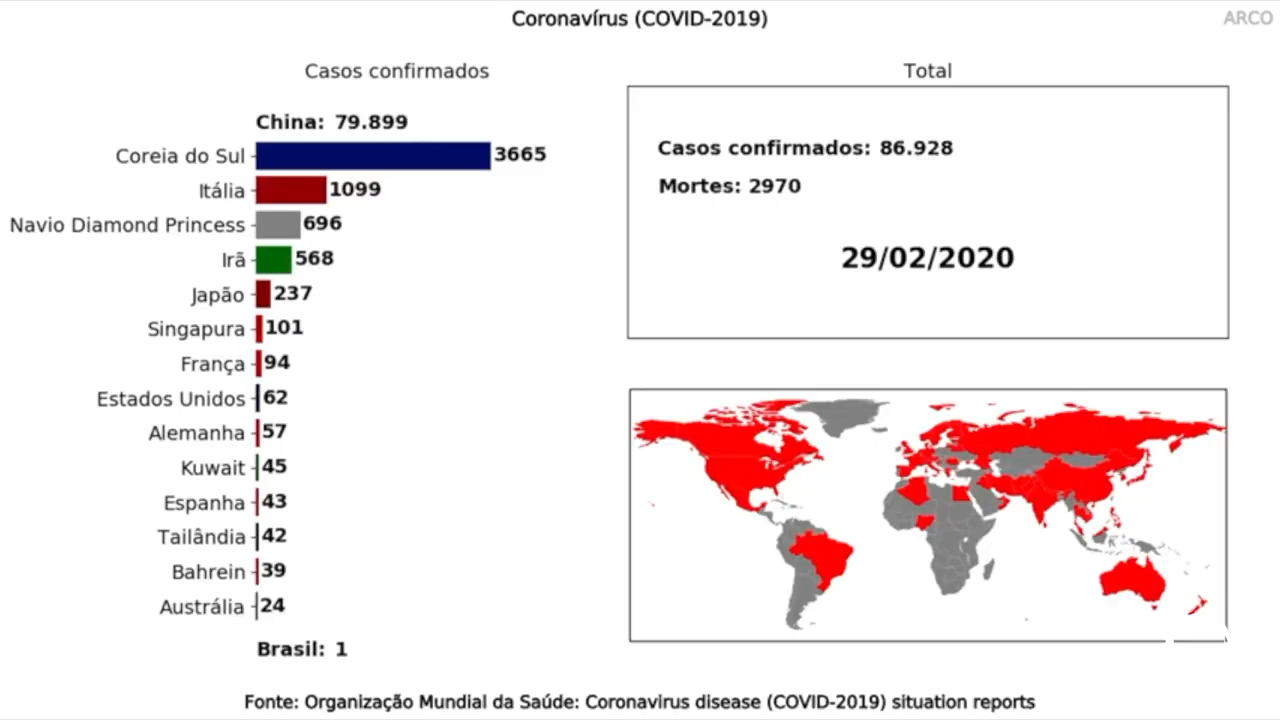 Coronavírus (COVID-2019)
ARCO
Casos confirmados
China: 79.899
Coreia do Sul 3665
Itália 1099
Navio Diamond Princess 696
Irã 568
Japão 237
Singapura 101
França 94
Estados Unidos 62
Alemanha 57
Kuwait 45
Espanha 43
Tailândia 42
Bahrein 39
Austrália 24
Brasil: 1
Total
Casos confirmados: 86.928
Mortes: 2970
29/02/2020
Fonte: Organização Mundial da Saúde: Coronavirus disease (COVID-2019) situation reports